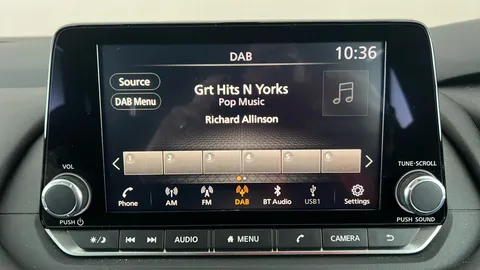 DAB
10:36
Source
DAB Menu
Grt Hits N Yorks
Pop Music
Richard Allinson
1 2 3 4 5 6
Phone AM FM DAB BT Audio USB1 Settings
VOL
PUSH
TUNE·SCROLL
PUSH SOUND
AUDIO MENU CAMERA